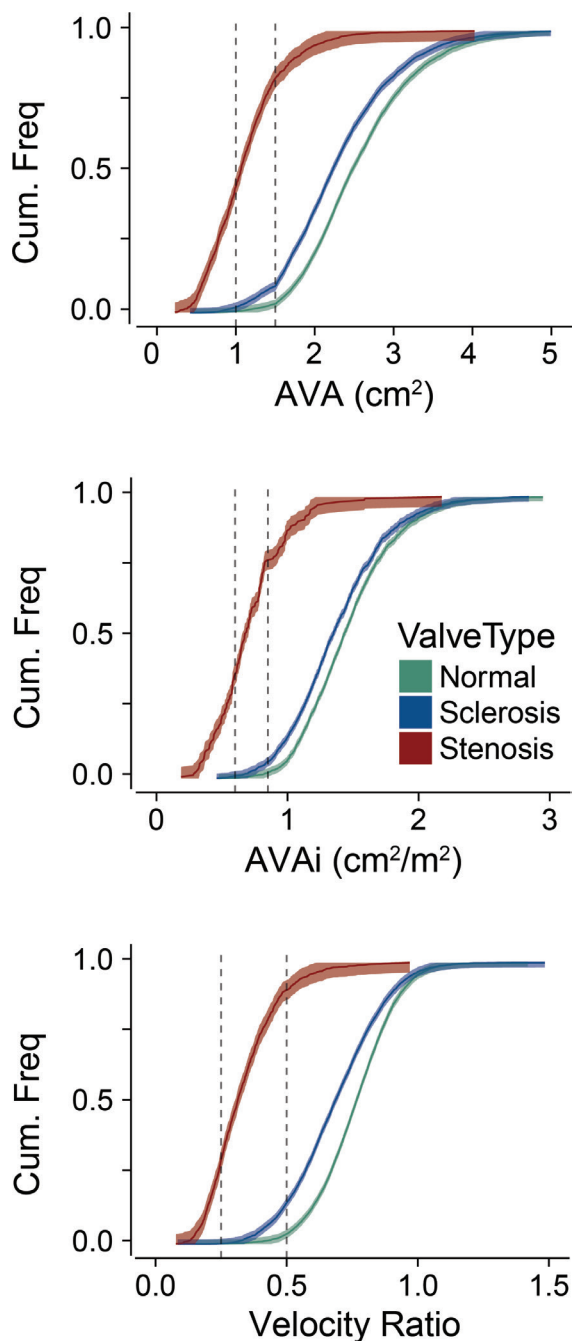 1.0
0.5
0.0
Cum. Freq
0 1 2 3 4 5
AVA (cm²)
1.0
0.5
0.0
Cum. Freq
ValveType
Normal
Sclerosis
Stenosis
0 1 2 3
AVAi (cm²/m²)
1.0
0.5
0.0
Cum. Freq
0.0 0.5 1.0 1.5
Velocity Ratio